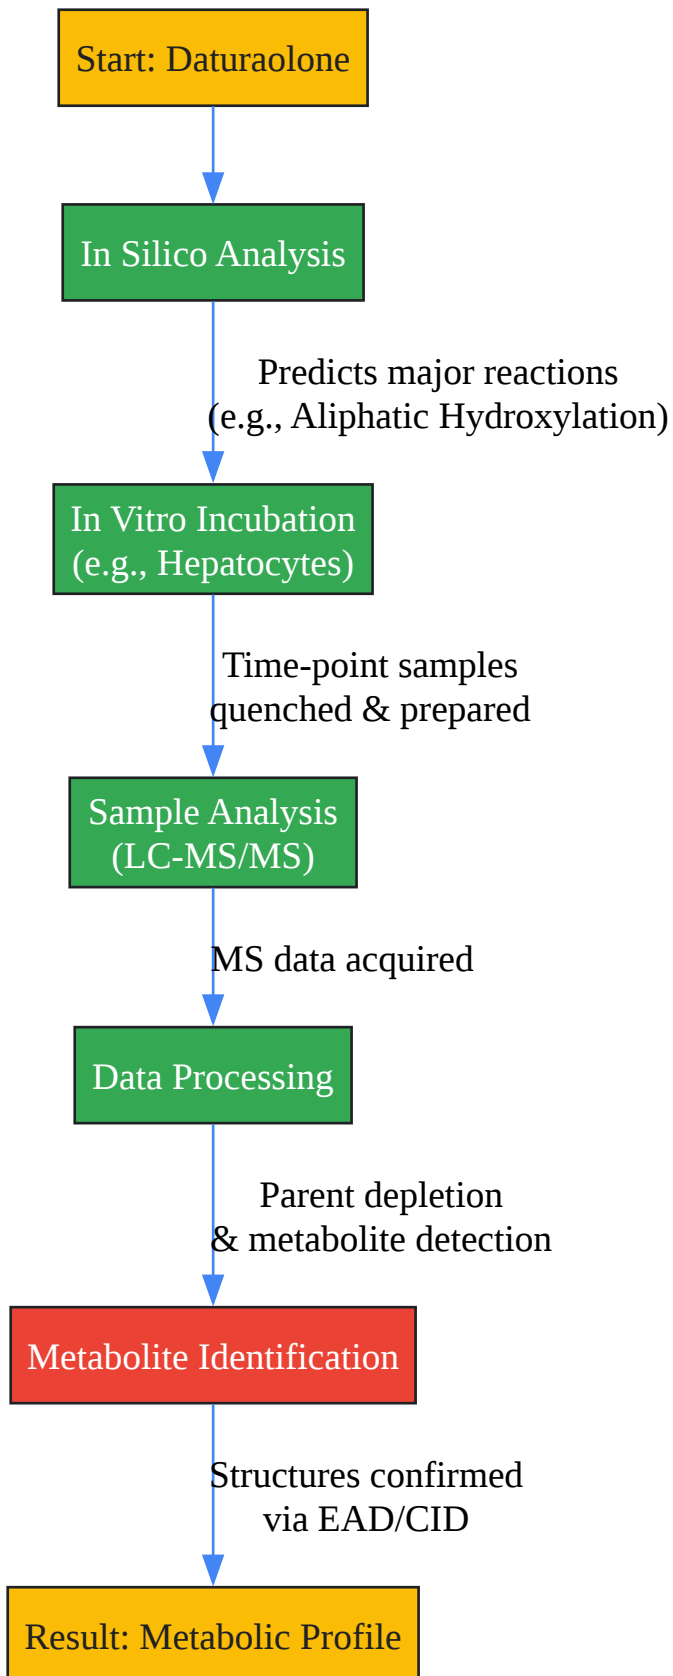 Start: Daturaolone
In Silico Analysis
Predicts major reactions
(e.g., Aliphatic Hydroxylation)
In Vitro Incubation
(e.g., Hepatocytes)
Time-point samples
quenched & prepared
Sample Analysis
(LC-MS/MS)
MS data acquired
Data Processing
Parent depletion
& metabolite detection
Metabolite Identification
Structures confirmed
via EAD/CID
Result: Metabolic Profile